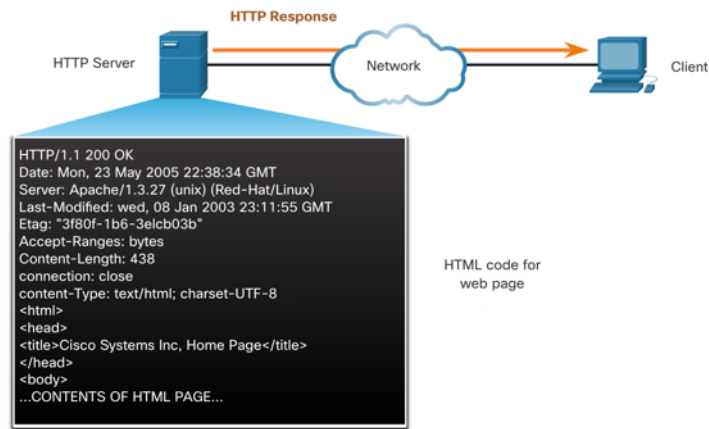 HTTP Response
HTTP Server
Network
Client
HTTP/1.1 200 OK
Date: Mon, 23 May 2005 22:38:34 GMT
Server: Apache/1.3.27 (unix) (Red-Hat/Linux)
Last-Modified: wed, 08 Jan 2003 23:11:55 GMT
Etag: "3f80f-1b6-3elcb03b"
Accept-Ranges: bytes
Content-Length: 438
connection: close
content-Type: text/html; charset-UTF-8
<html>
<head>
<title>Cisco Systems Inc, Home Page</title>
</head>
<body>
...CONTENTS OF HTML PAGE...
HTML code for
web page